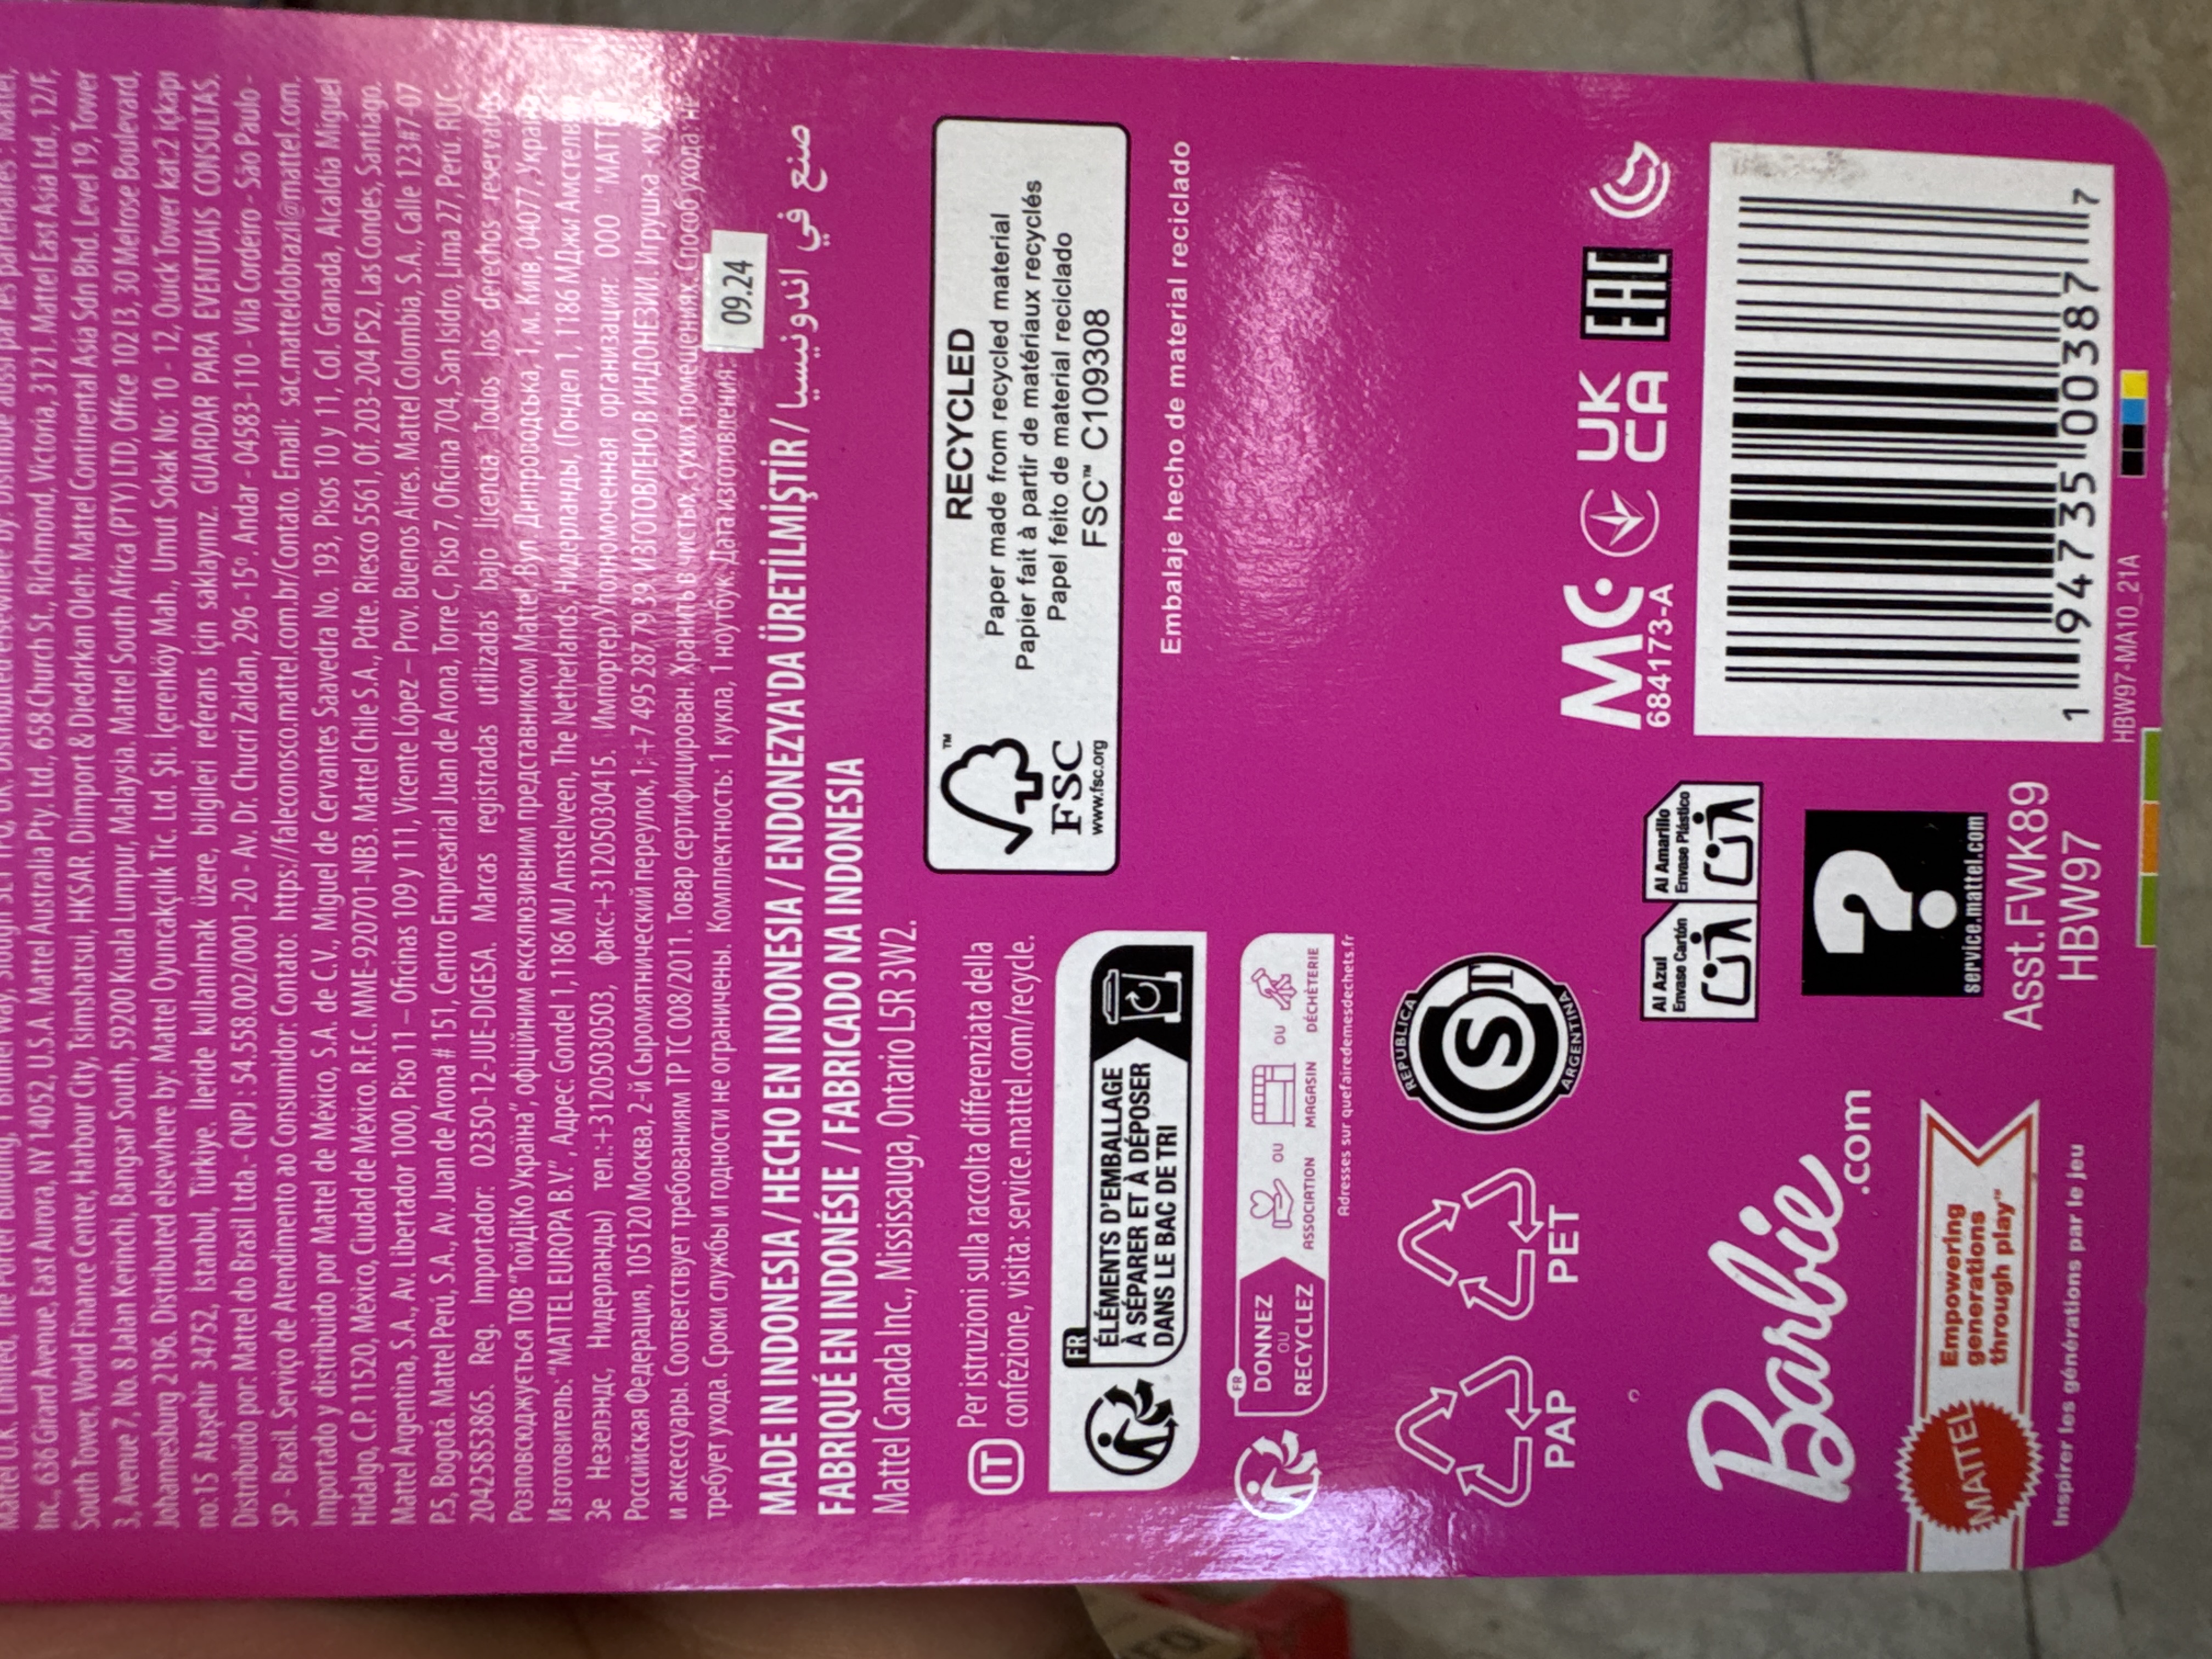 Inc., 636 Girard Avenue, East Aurora, NY 14052, U.S.A. Mattel Australia Pty. Ltd., 658 Church St., Richmond, Victoria, 3121. Mattel East Asia Ltd., 12/F,
South Tower, World Finance Center, Harbour City, Tsimshatsui, HKSAR. Diimport & Diedarkan Oleh: Mattel Continental Asia Sdn Bhd. Level 19, Tower
3, Avenue 7, No. 8 Jalan Kerinchi, Bangsar South, 59200 Kuala Lumpur, Malaysia. Mattel South Africa (PTY) LTD, Office 102 I3, 30 Melrose Boulevard,
Johannesburg 2196. Distributed elsewhere by: Mattel Oyuncakçılık Tc. Ltd. Şti. İçerenköy Mah., Umut Sokak No: 10 - 12, Quick Tower kat:2 iç kapı
no:15 Ataşehir 34752, İstanbul, Türkiye. İleride kullanılmak üzere, bilgileri referans için saklayınız. GUARDAR PARA EVENTUAIS CONSULTAS.
Distribuído por: Mattel do Brasil Ltda.- CNPJ : 54.558.002/0001-20 - Av. Dr. Chucri Zaidan, 296 -15º. Andar - 04583-110 - Vila Cordeiro - São Paulo -
SP - Brasil. Serviço de Atendimento ao Consumidor: Contato: https://faleconosco.mattel.com.br/Contato. Email: sac.matteldobrazil@mattel.com.
Importado y distribuido por Mattel de México, S.A. de C.V., Miguel de Cervantes Saavedra No. 193, Pisos 10 y 11, Col. Granada, Alcaldía Miguel
Hidalgo, C.P. 11520, México, Ciudad de México. R.F.C. MME-920701-NB3. Mattel Chile S.A., Pdte. Riesco 5561, Of. 203-204 PS2, Las Condes, Santiago.
Mattel Argentina, S.A., Av. Libertador 1000, Piso 11 – Oficinas 109 y 111, Vicente López – Prov. Buenos Aires. Mattel Colombia, S.A., Calle 123#7-07
P.5, Bogotá. Mattel Perú, S.A., Av. Juan de Arona # 151, Centro Empresarial Juan de Arona, Torre C, Piso 7, Oficina 704, San Isidro, Lima 27, Perú. RUC
20425853865. Reg. Importador: 02350-12-JUE-DIGESA. Marcas registradas utilizadas bajo licencia. Todos los derechos reservados.
Розповсюджується ТОВ "ТойДіКо Україна", офіційним ексклюзивним представником Mattel, Вул. Дніпроводська, 1, м. Київ, 04077, Україна
Изготовитель: "MATTEL EUROPA B.V.", Адрес: Gondel 1, 1186 MJ Amstelveen, The Netherlands, Нидерланды, (Гондел 1, 1186 МДжи Амстелвен
Зе Незелэндс, Нидерланды) тел.:+31205030503, факс:+31205030415. Импортер/уполномоченная организация: ООО "МАТТЕЛ"
Российская Федерация, 105120 Москва, 2-й Сыромятнический переулок,1;+7 495 287 79 39 ИЗГОТОВЛЕНО В ИНДОНЕЗИИ. Игрушка -
и аксессуары. Соответствует требованиям ТР ТС 008/2011. Товар сертифицирован. Хранить в чистых, сухих помещениях. Способ ухода: не
требует ухода. Сроки службы и годности не ограничены. Комплектность: 1 кукла, 1 ноутбук. Дата изготовления:
09.24
MADE IN INDONESIA / HECHO EN INDONESIA / ENDONEZYA'DA ÜRETİLMİŞTİR / صنع في اندونيسيا
FABRIQUÉ EN INDONÉSIE / FABRICADO NA INDONESIA
Mattel Canada Inc., Mississauga, Ontario L5R 3W2.
IT Per istruzioni sulla raccolta differenziata della
confezione, visita: service.mattel.com/recycle.
™
FSC
www.fsc.org
RECYCLED
Paper made from recycled material
Papier fait à partir de matériaux recyclés
Papel feito de material reciclado
FSC™ C109308
Embalaje hecho de material reciclado
FR
ÉLÉMENTS D'EMBALLAGE
À SÉPARER ET À DÉPOSER
DANS LE BAC DE TRI
FR
DONNEZ
OU
RECYCLEZ
ASSOCIATION OU MAGASIN OU DÉCHÈTERIE
Adresses sur quefairedemesdechets.fr
PAP
PET
REPUBLICA
S T
ARGENTINA
Al Azul
Envase Cartón
Al Amarillo
Envase Plástico
MC
684173-A
UK
CA
EAC
Barbie
.com
?
service.mattel.com
Asst.FWK89
HBW97
1 94735 00387 7
HBW97-MA10_21A
MATTEL
Empowering
generations
through play™
Inspirer les générations par le jeu